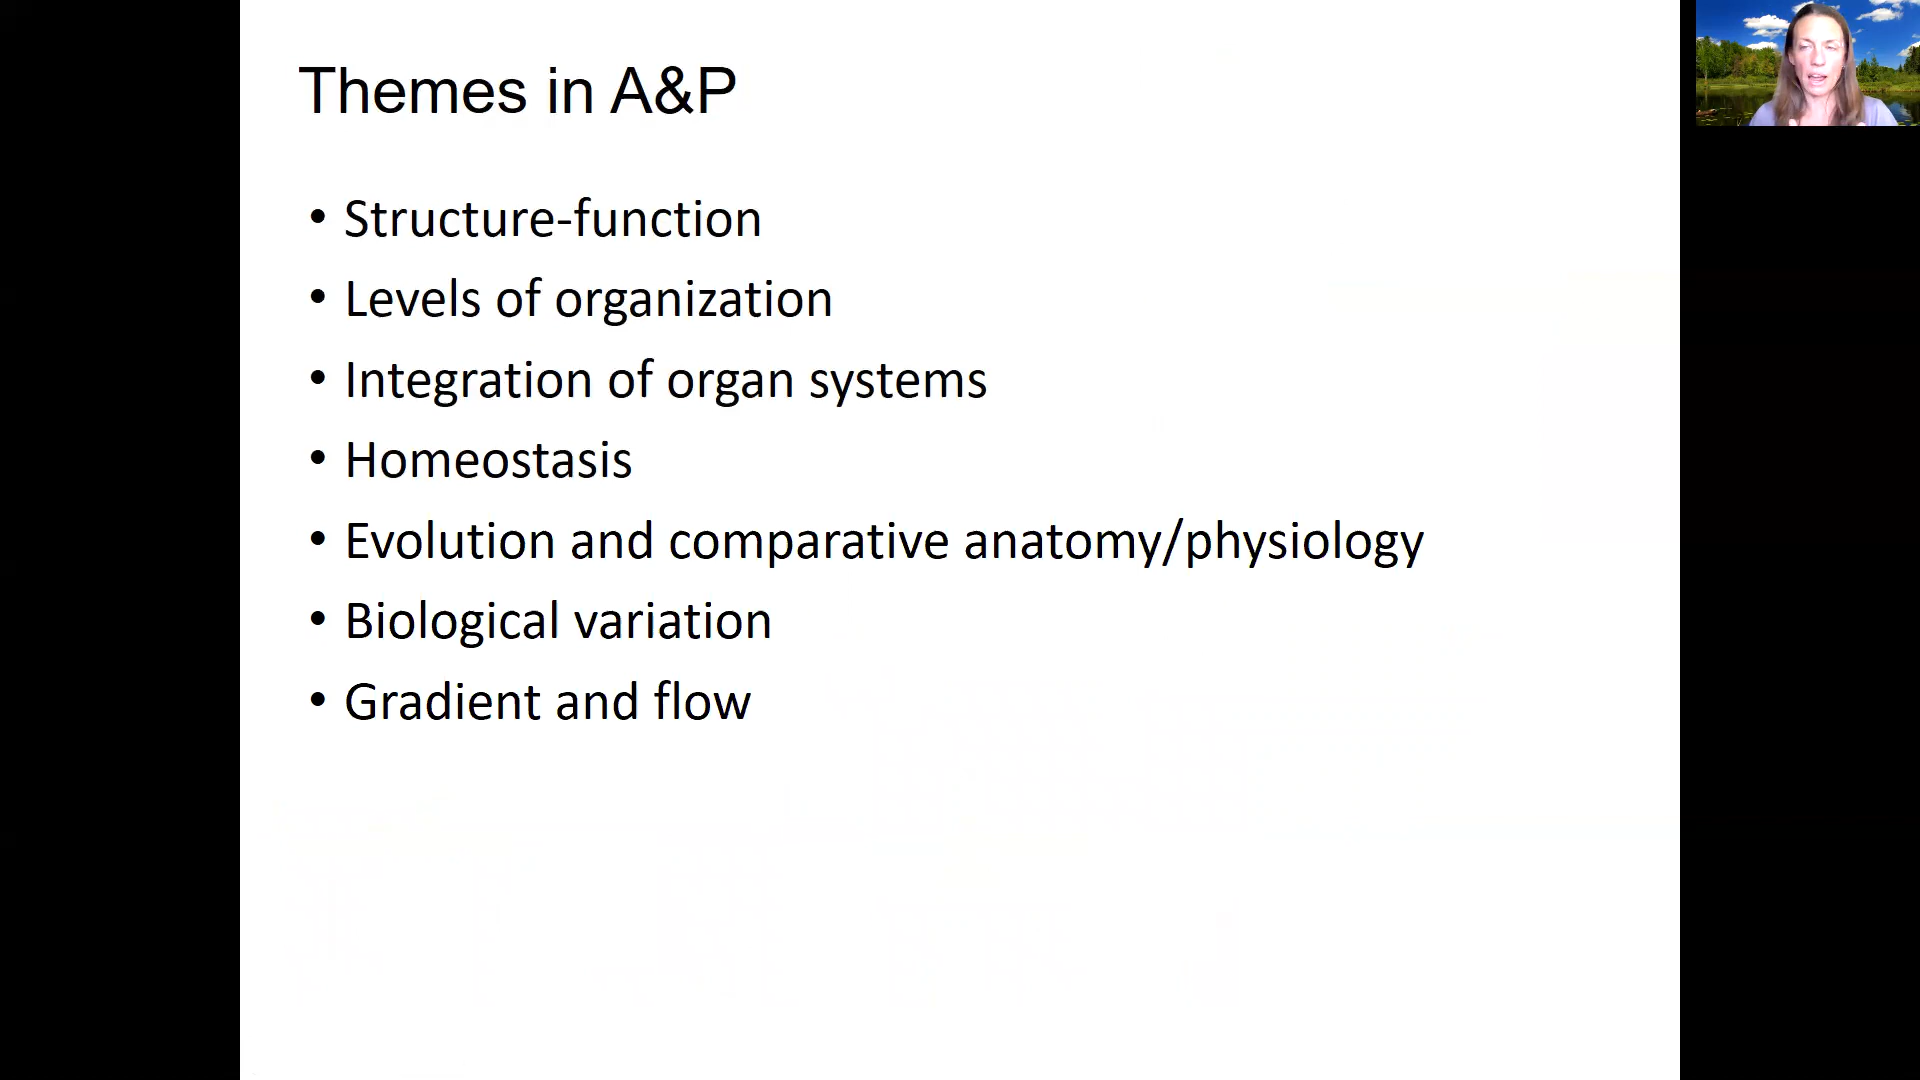 Themes in A&P
• Structure-function
• Levels of organization
• Integration of organ systems
• Homeostasis
• Evolution and comparative anatomy/physiology
• Biological variation
• Gradient and flow